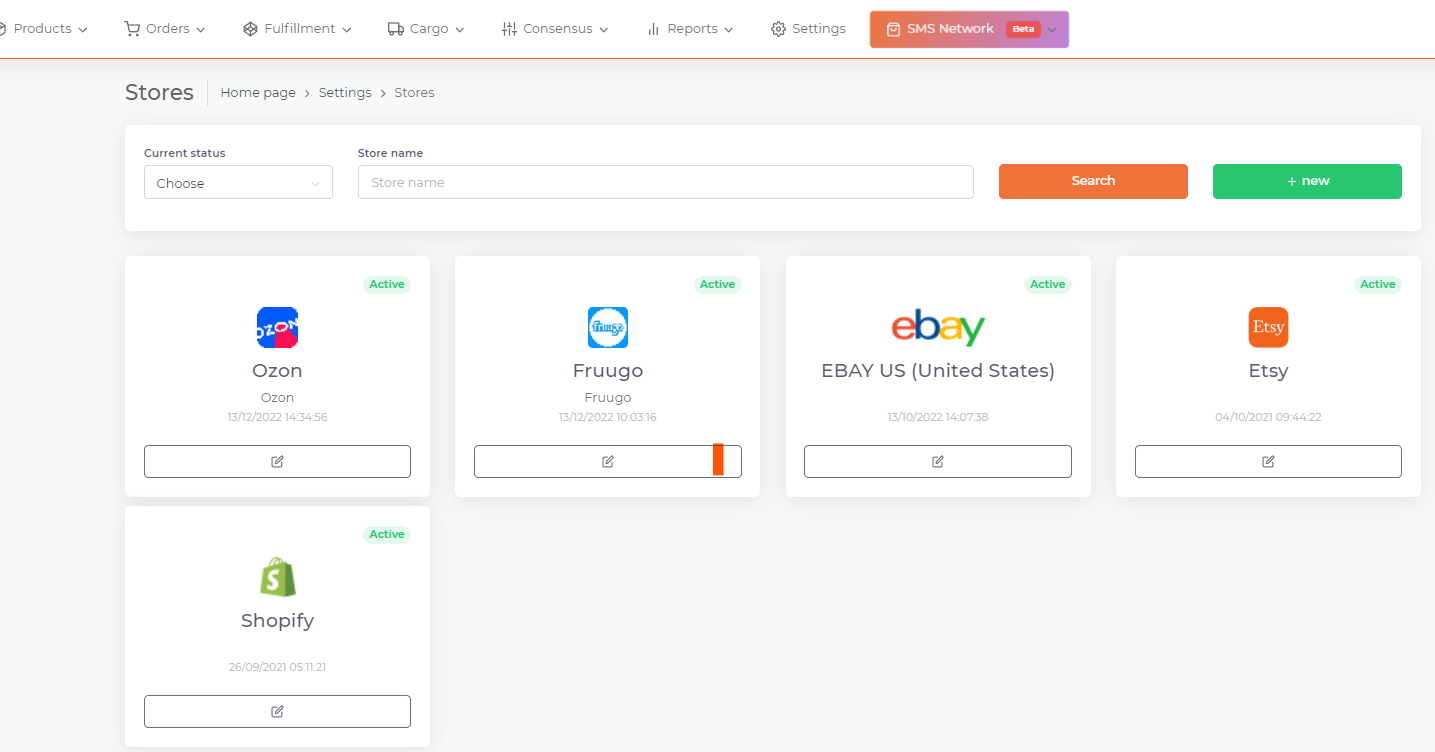 Products Orders Fulfillment Cargo Consensus Reports Settings SMS Network Beta
Stores Home page > Settings > Stores
Current status Store name
Choose Store name Search + new
Active Active Active Active
OZON fruugo ebay Etsy
Ozon Fruugo EBAY US (United States) Etsy
Ozon Fruugo
13/12/2022 14:34:56 13/12/2022 10:03:16 13/10/2022 14:07:38 04/10/2021 09:44:22
Active
S
Shopify
26/09/2021 05:11:21